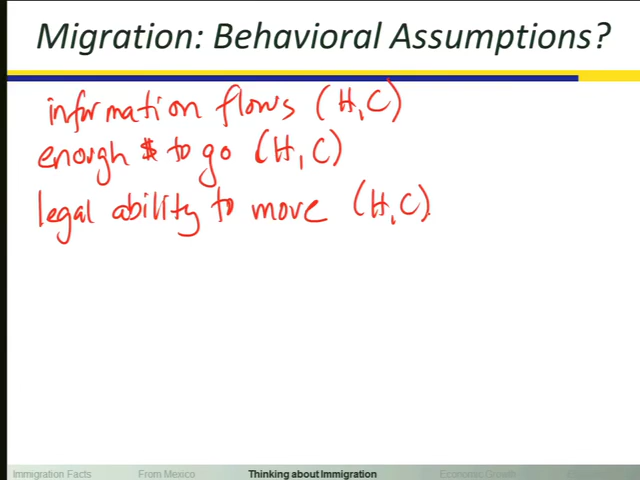 Migration: Behavioral Assumptions?
information flows (H, C)
enough $ to go (H, C)
legal ability to move (H, C).
Immigration Facts From Mexico Thinking about Immigration Economic Growth